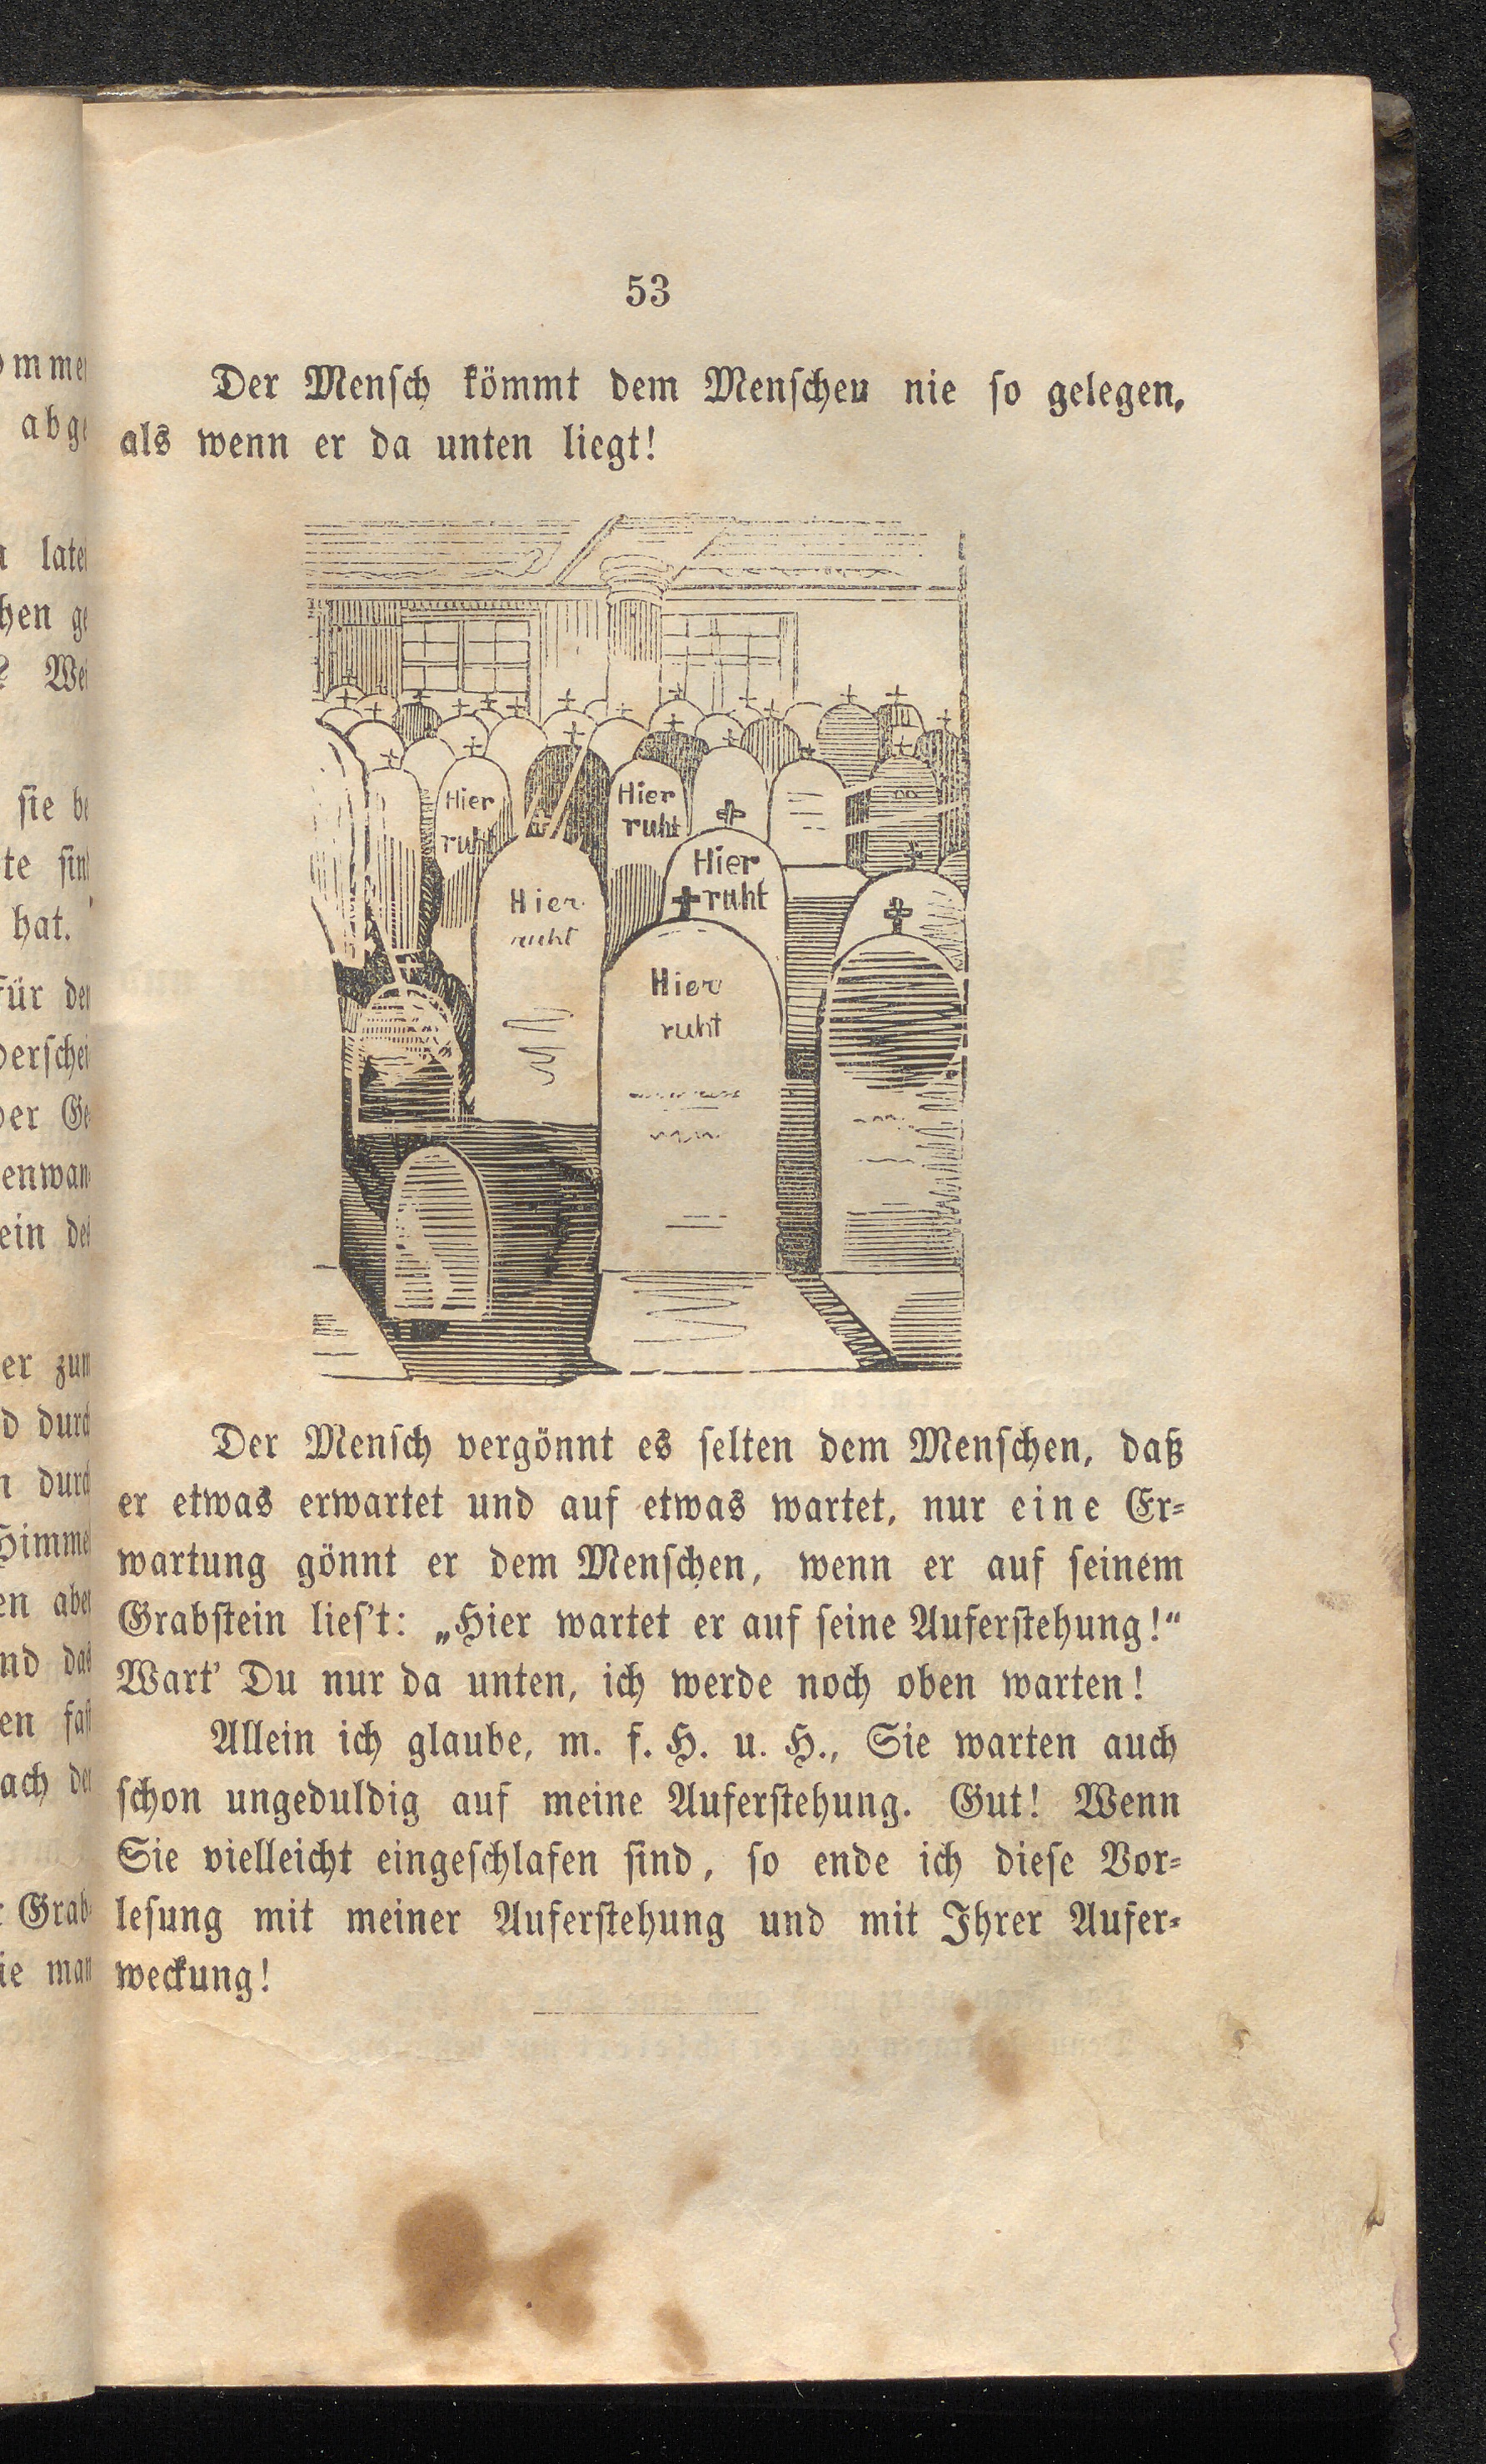 53
Der Menſch kömmt dem Menſchen nie ſo gelegen,
als wenn er da unten liegt!
Hier
ruht
Hier
ruht
Hier
ruht
Hier
ruht
Hier
ruht
Der Menſch vergönnt es ſelten dem Menſchen, daß
er etwas erwartet und auf etwas wartet, nur eine Er-
wartung gönnt er dem Menſchen, wenn er auf ſeinem
Grabſtein lieſ't: „Hier wartet er auf ſeine Auferſtehung!“
Wart' Du nur da unten, ich werde noch oben warten!
Allein ich glaube, m. f. H. u. H., Sie warten auch
ſchon ungeduldig auf meine Auferſtehung. Gut! Wenn
Sie vielleicht eingeſchlafen ſind, ſo ende ich dieſe Vor-
leſung mit meiner Auferſtehung und mit Ihrer Aufer-
weckung!